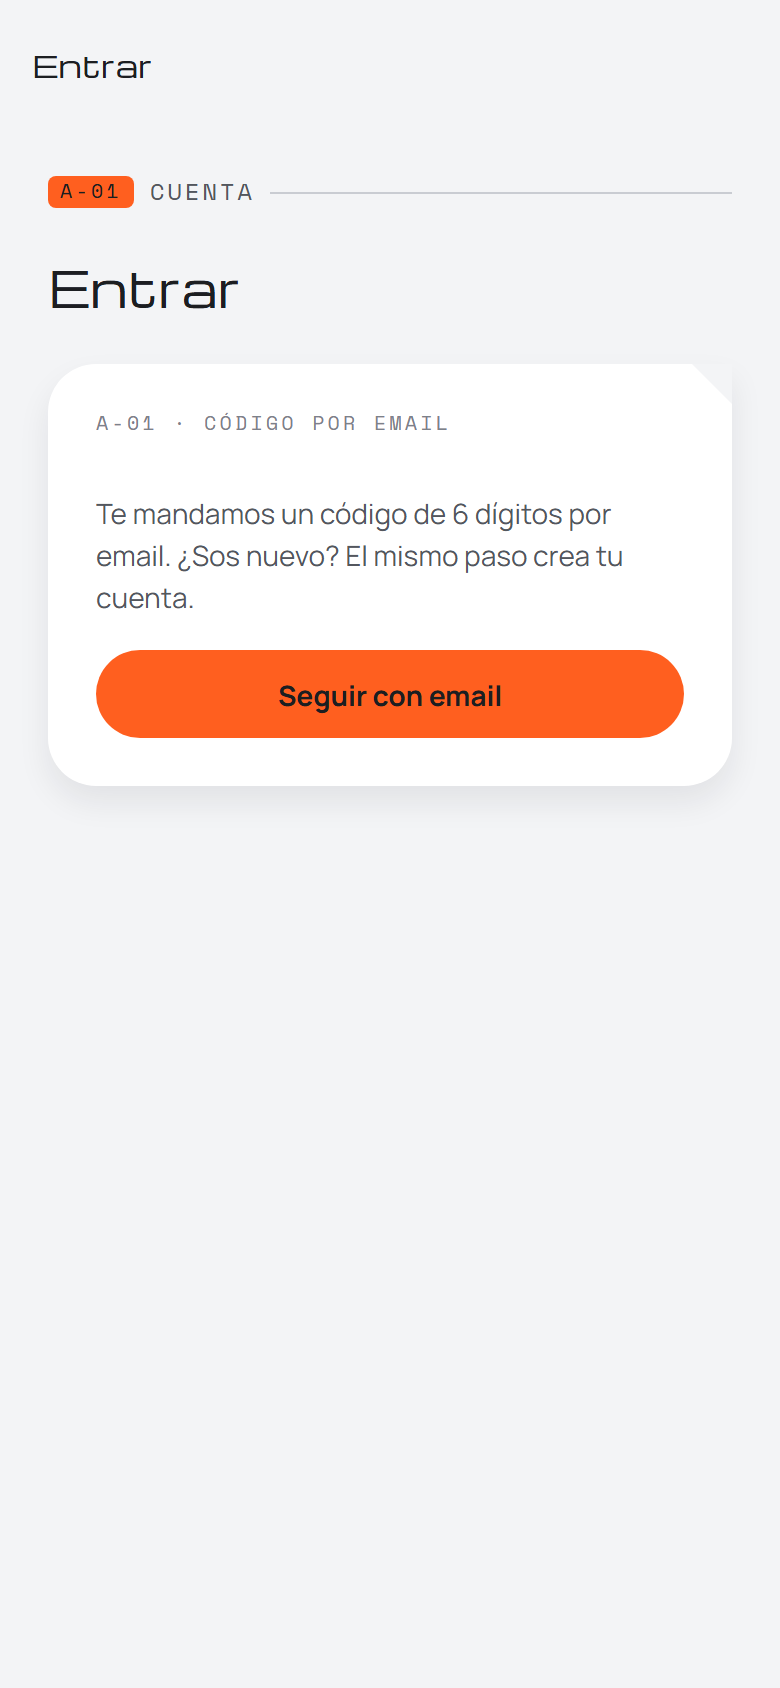 Entrar
A-01 CUENTA
Entrar
A-01 · CÓDIGO POR EMAIL
Te mandamos un código de 6 dígitos por
email. ¿Sos nuevo? El mismo paso crea tu
cuenta.
Seguir con email